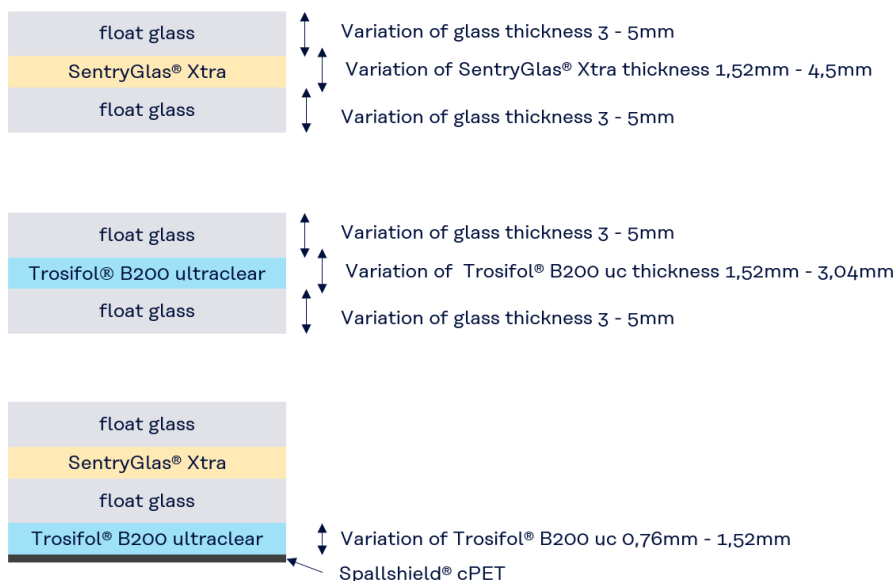 float glass
Variation of glass thickness 3 - 5mm
SentryGlas® Xtra
Variation of SentryGlas® Xtra thickness 1,52mm - 4,5mm
float glass
Variation of glass thickness 3 - 5mm
float glass
Variation of glass thickness 3 - 5mm
Trosifol® B200 ultraclear
Variation of Trosifol® B200 uc thickness 1,52mm - 3,04mm
float glass
Variation of glass thickness 3 - 5mm
float glass
SentryGlas® Xtra
float glass
Trosifol® B200 ultraclear
Variation of Trosifol® B200 uc 0,76mm - 1,52mm
Spallshield® cPET